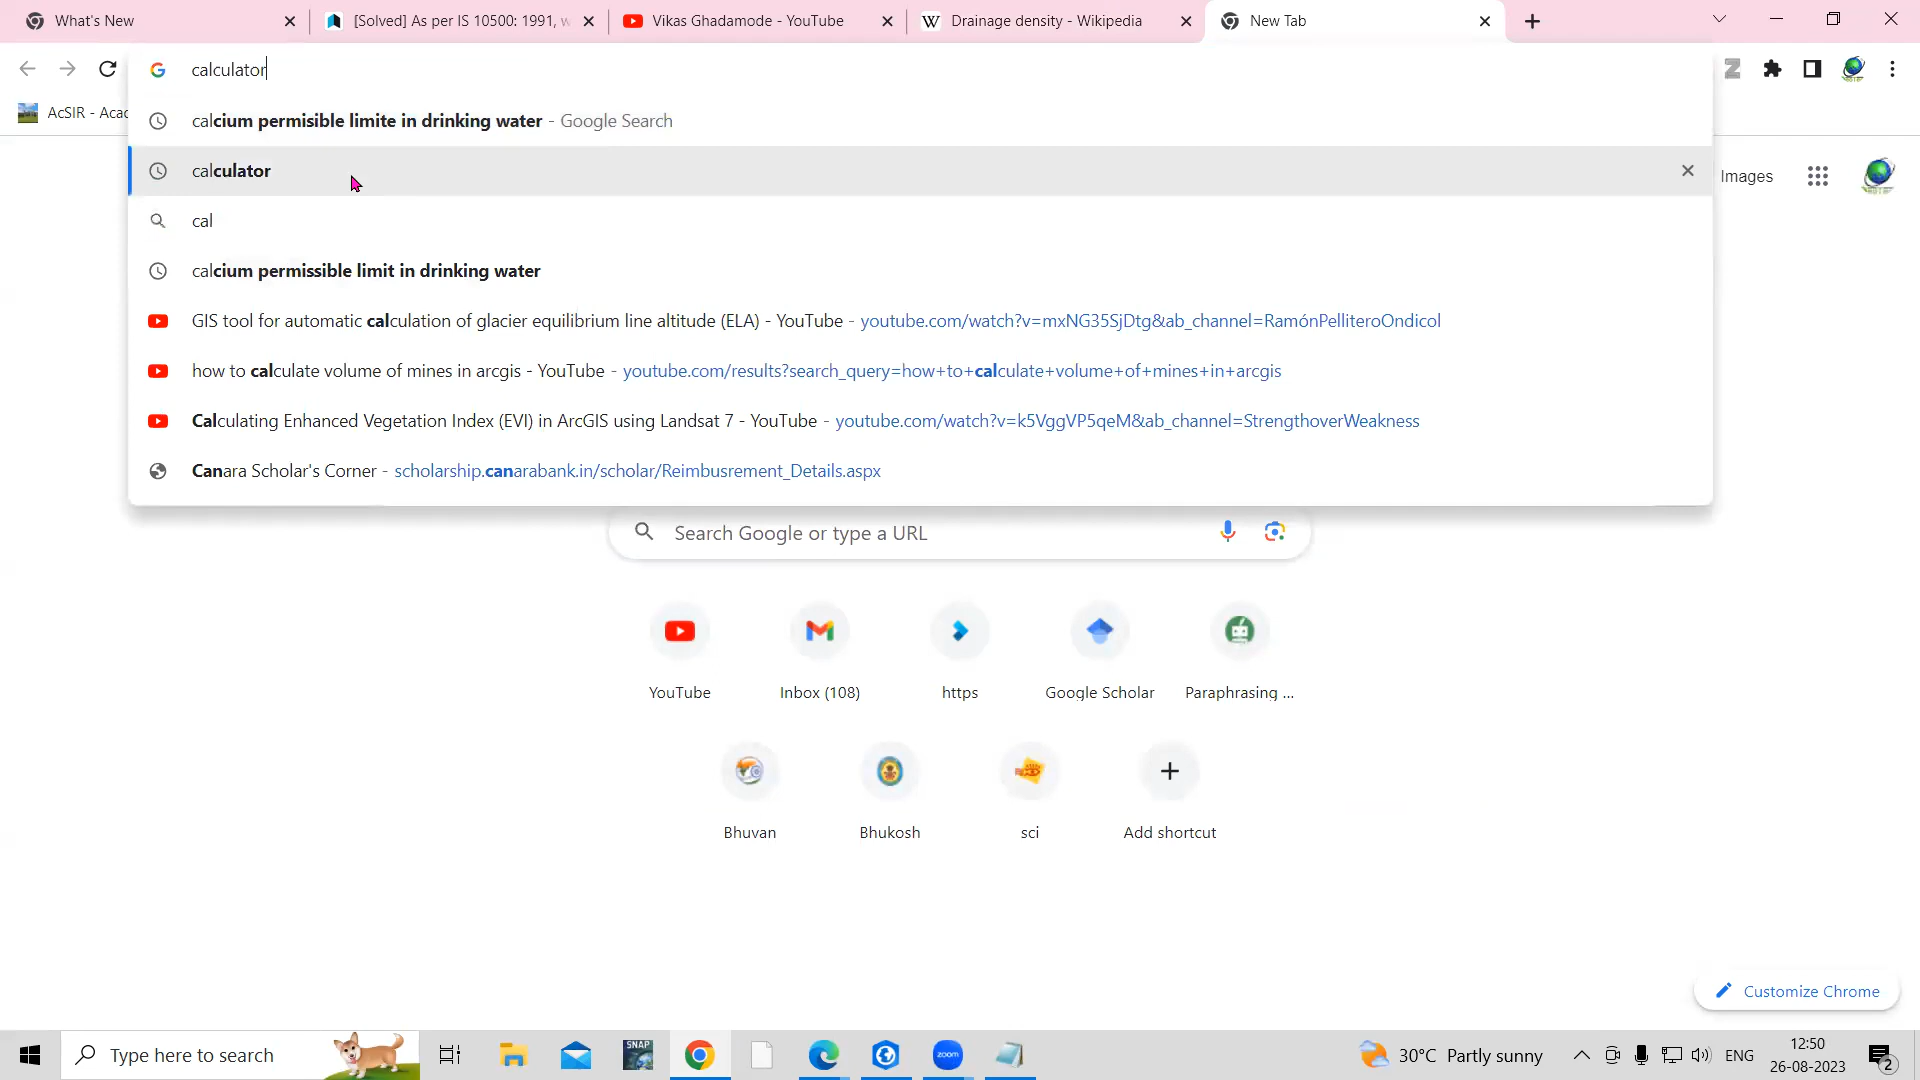 What's New
[Solved] As per IS 10500: 1991, w
Vikas Ghadamode - YouTube
Drainage density - Wikipedia
New Tab
calculator
AcSIR - Acad
calcium permisible limite in drinking water - Google Search
calculator
Images
cal
calcium permissible limit in drinking water
GIS tool for automatic calculation of glacier equilibrium line altitude (ELA) - YouTube - youtube.com/watch?v=mxNG35SjDtg&ab_channel=RamónPelliteroOndicol
how to calculate volume of mines in arcgis - YouTube - youtube.com/results?search_query=how+to+calculate+volume+of+mines+in+arcgis
Calculating Enhanced Vegetation Index (EVI) in ArcGIS using Landsat 7 - YouTube - youtube.com/watch?v=k5VggVP5qeM&ab_channel=StrengthoverWeakness
Canara Scholar's Corner - scholarship.canarabank.in/scholar/Reimbusrement_Details.aspx
Search Google or type a URL
YouTube
Inbox (108)
https
Google Scholar
Paraphrasing ...
Bhuvan
Bhukosh
sci
Add shortcut
Customize Chrome
Type here to search
SNAP
zoom
30°C Partly sunny
ENG
12:50
26-08-2023
2